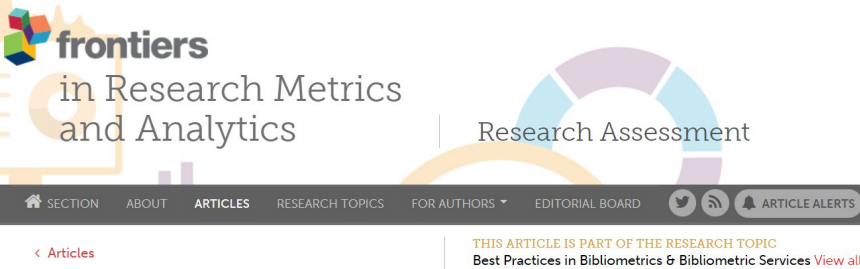 frontiers
in Research Metrics
and Analytics
Research Assessment
SECTION ABOUT ARTICLES RESEARCH TOPICS FOR AUTHORS EDITORIAL BOARD ARTICLE ALERTS
< Articles
THIS ARTICLE IS PART OF THE RESEARCH TOPIC
Best Practices in Bibliometrics & Bibliometric Services View all